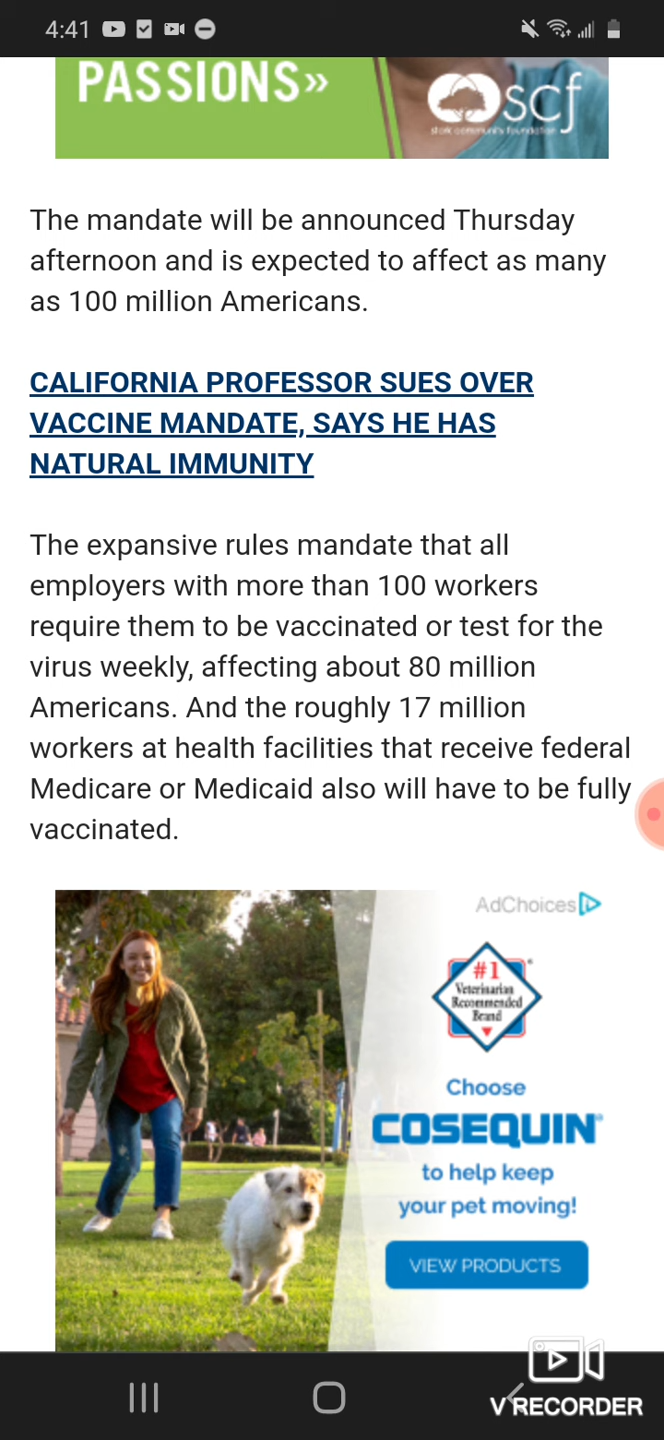 4:41
PASSIONS»
scf
stark community foundation
The mandate will be announced Thursday
afternoon and is expected to affect as many
as 100 million Americans.
CALIFORNIA PROFESSOR SUES OVER
VACCINE MANDATE, SAYS HE HAS
NATURAL IMMUNITY
The expansive rules mandate that all
employers with more than 100 workers
require them to be vaccinated or test for the
virus weekly, affecting about 80 million
Americans. And the roughly 17 million
workers at health facilities that receive federal
Medicare or Medicaid also will have to be fully
vaccinated.
AdChoices
#1
Veterinarian
Recommended
Brand
Choose
COSEQUIN®
to help keep
your pet moving!
VIEW PRODUCTS
V RECORDER